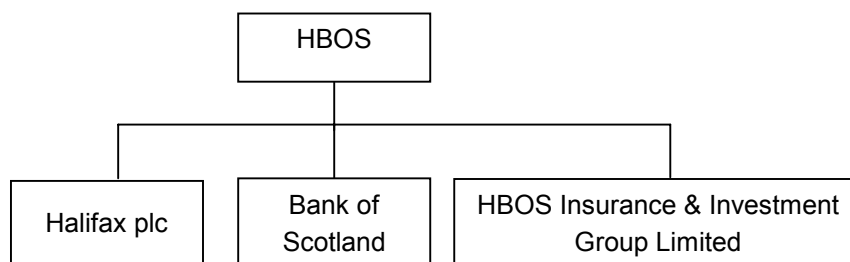 HBOS
Halifax plc
Bank of
Scotland
HBOS Insurance & Investment
Group Limited